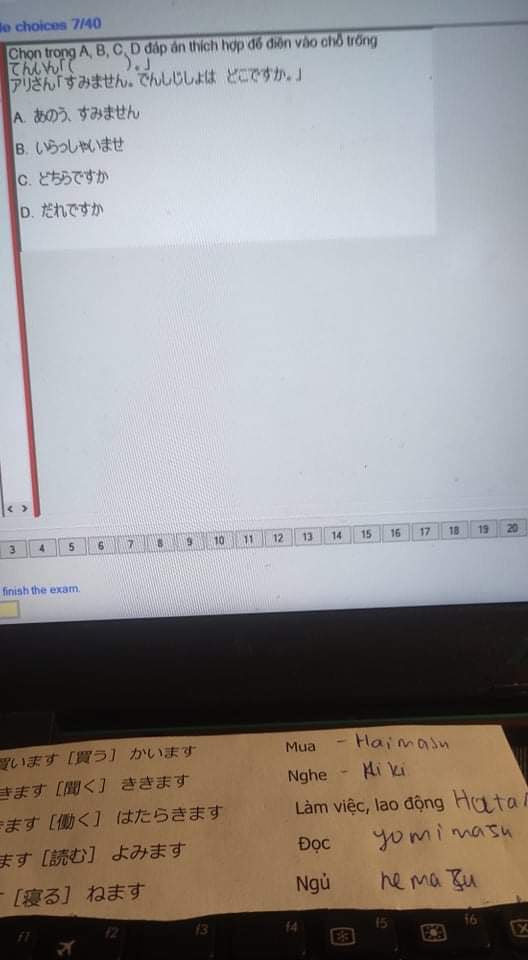 le choices 7/40
Chọn trong A, B, C, D đáp án thích hợp để điền vào chỗ trống
てんいん「( )。」
アリさん「すみません。でんしじしょは どこですか。」
A. あのう、すみません
B. いらっしゃいませ
C. どちらですか
D. だれですか
< >
3 4 5 6 7 8 9 10 11 12 13 14 15 16 17 18 19 20
finish the exam.
買います [買う] かいます Mua - Haimasu
きます [聞く] ききます Nghe - Kiki
きます [働く] はたらきます Làm việc, lao động Hatar
ます [読む] よみます Đọc yomimasu
[寝る] ねます Ngủ nemasu
f1 f2 f3 f4 f5 f6